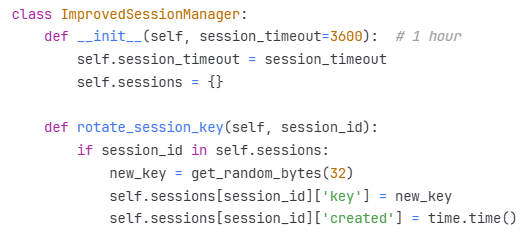 class ImprovedSessionManager:
    def __init__(self, session_timeout=3600):  # 1 hour
        self.session_timeout = session_timeout
        self.sessions = {}

    def rotate_session_key(self, session_id):
        if session_id in self.sessions:
            new_key = get_random_bytes(32)
            self.sessions[session_id]['key'] = new_key
            self.sessions[session_id]['created'] = time.time()